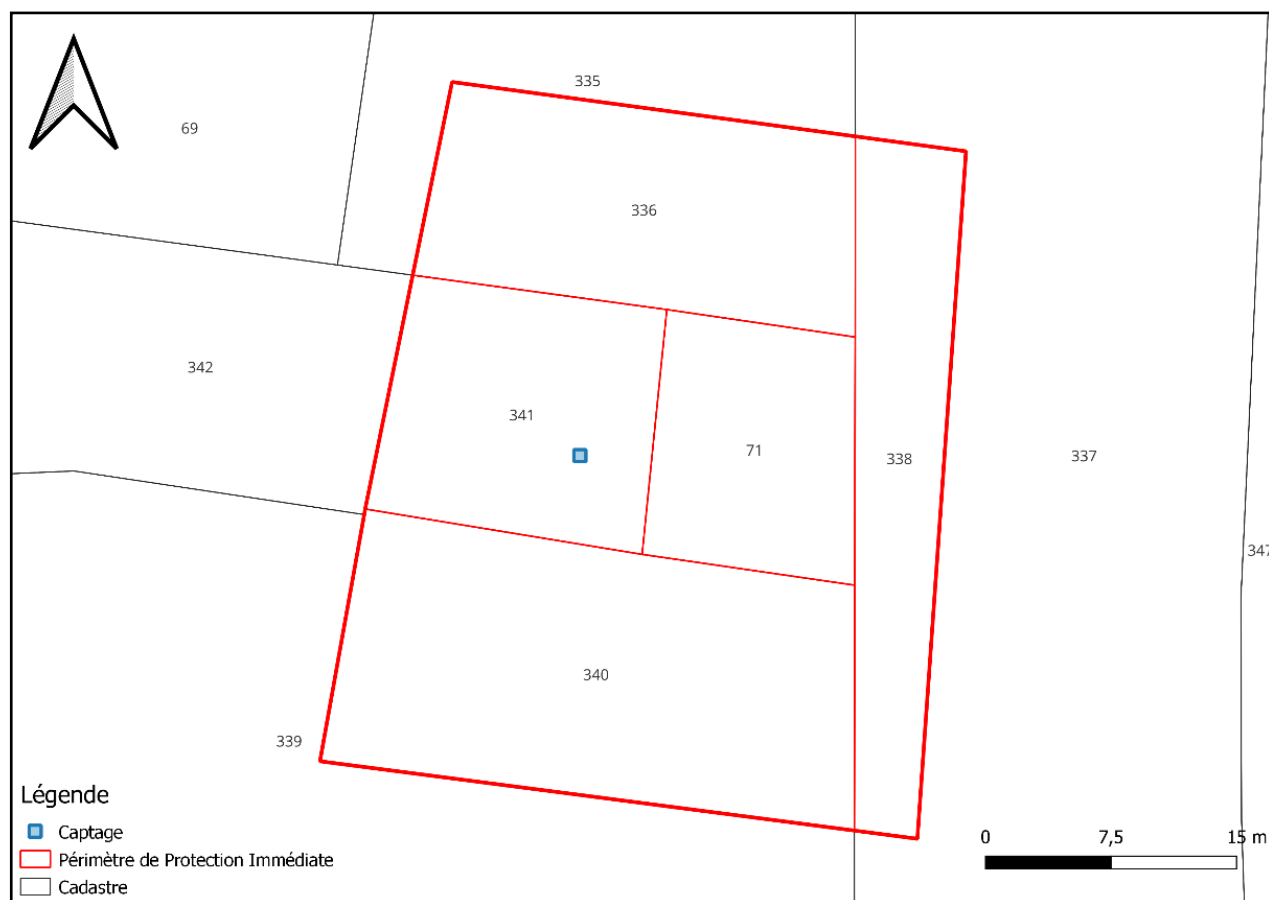 335
69
336
342
341
71
338
337
347
340
339
Légende
Captage
Périmètre de Protection Immédiate
Cadastre
0 7,5 15 m